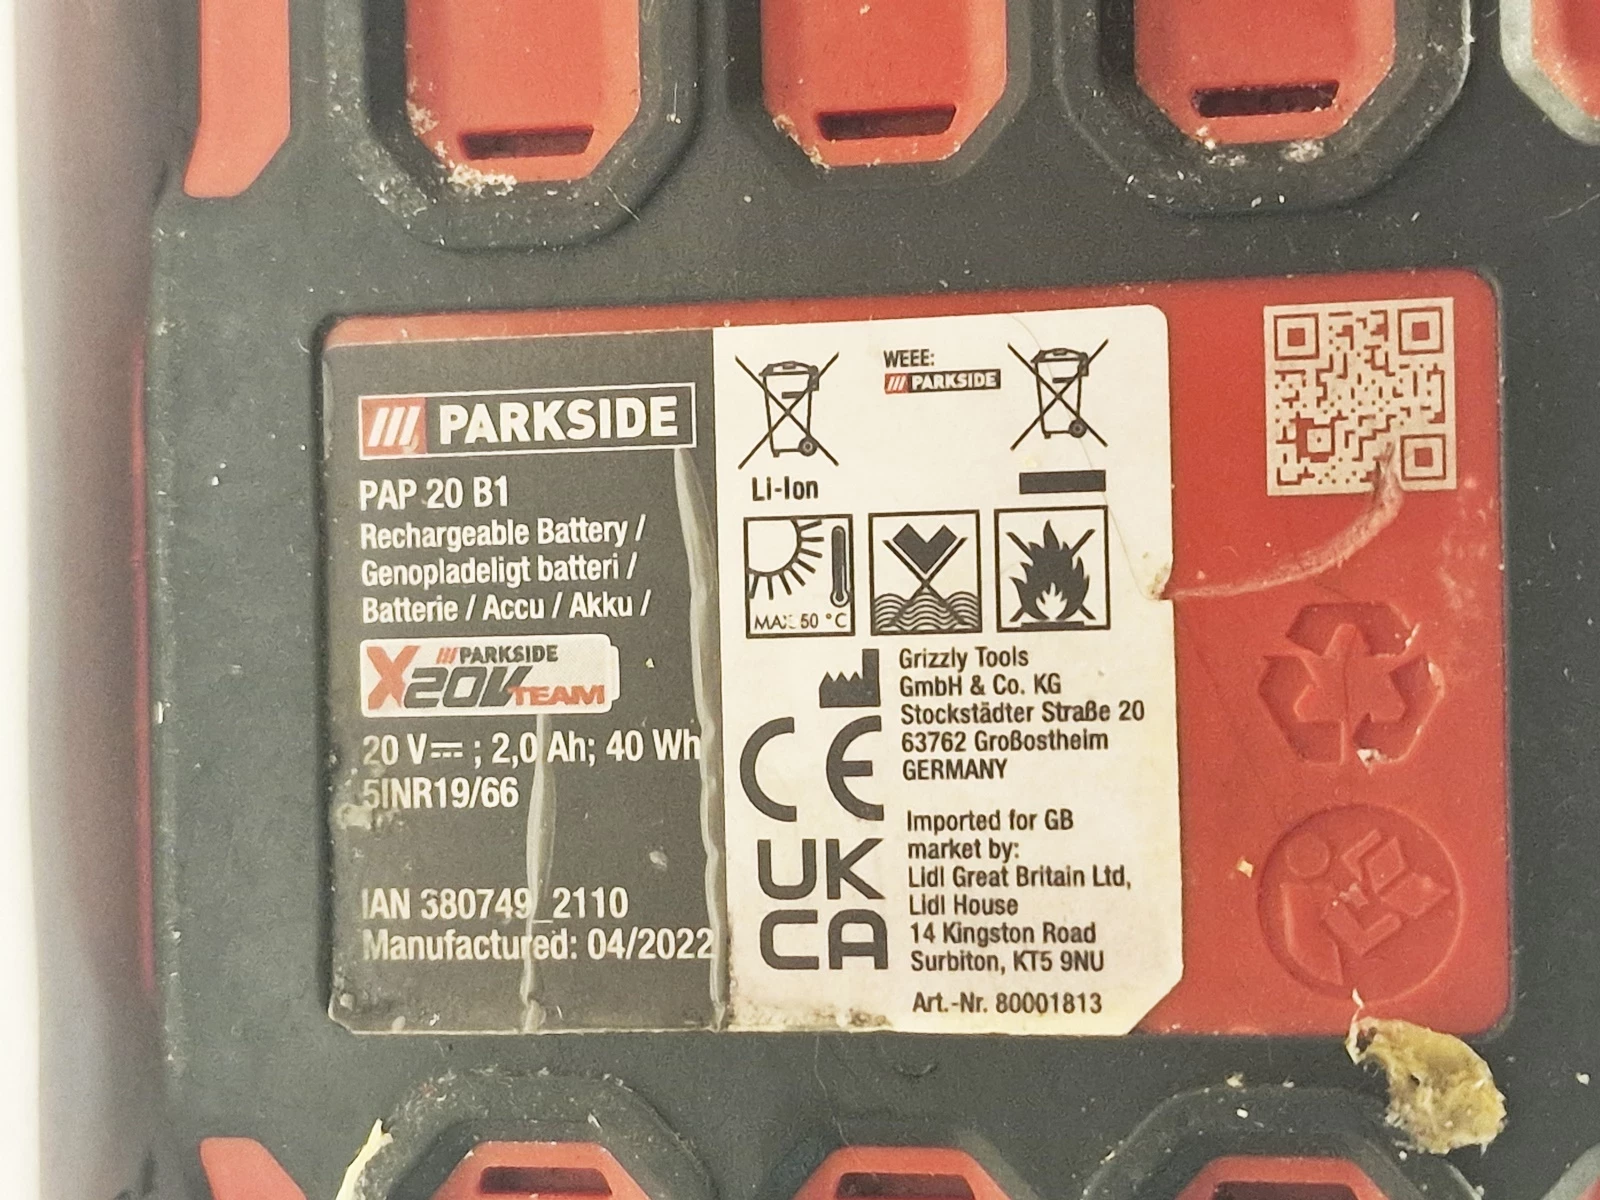 PARKSIDE
PAP 20 B1
Rechargeable Battery /
Genopladeligt batteri /
Batterie / Accu / Akku /
PARKSIDE
X20VTEAM
20 V⎓ ; 2,0 Ah; 40 Wh
5INR19/66
IAN 380749_2110
Manufactured: 04/2022
WEEE:
PARKSIDE
Li-Ion
MAX 50 °C
Grizzly Tools
GmbH & Co. KG
Stockstädter Straße 20
63762 Großostheim
GERMANY
CE
UK
CA
Imported for GB
market by:
Lidl Great Britain Ltd,
Lidl House
14 Kingston Road
Surbiton, KT5 9NU
Art.-Nr. 80001813